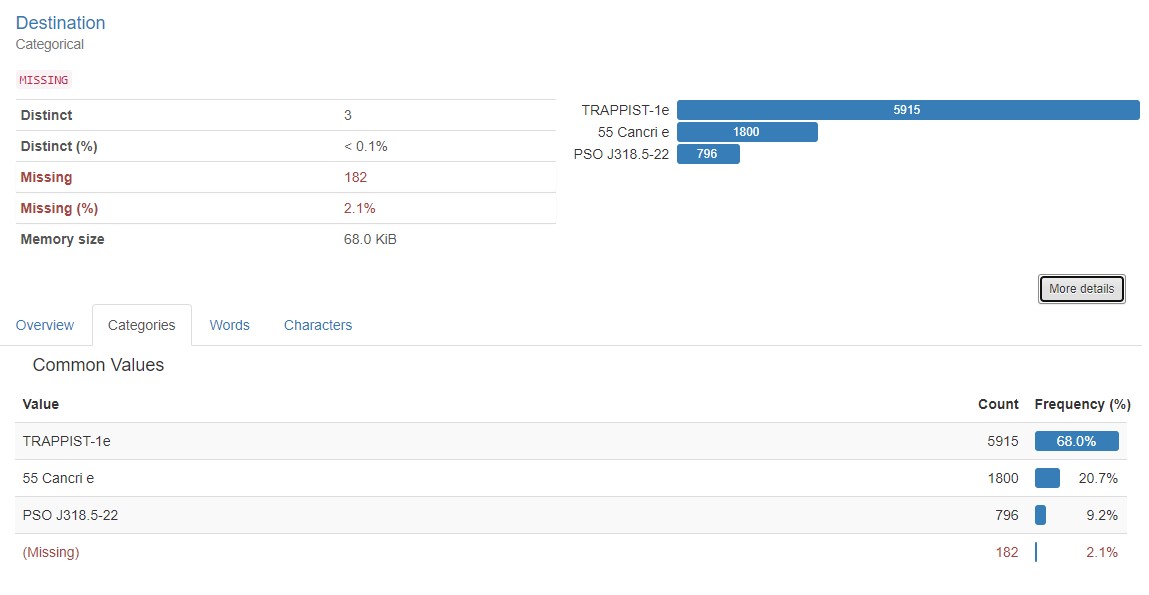 Destination
Categorical
MISSING
Distinct 3
Distinct (%) < 0.1%
Missing 182
Missing (%) 2.1%
Memory size 68.0 KiB
TRAPPIST-1e 5915
55 Cancri e 1800
PSO J318.5-22 796
More details
Overview Categories Words Characters
Common Values
Value Count Frequency (%)
TRAPPIST-1e 5915 68.0%
55 Cancri e 1800 20.7%
PSO J318.5-22 796 9.2%
(Missing) 182 2.1%